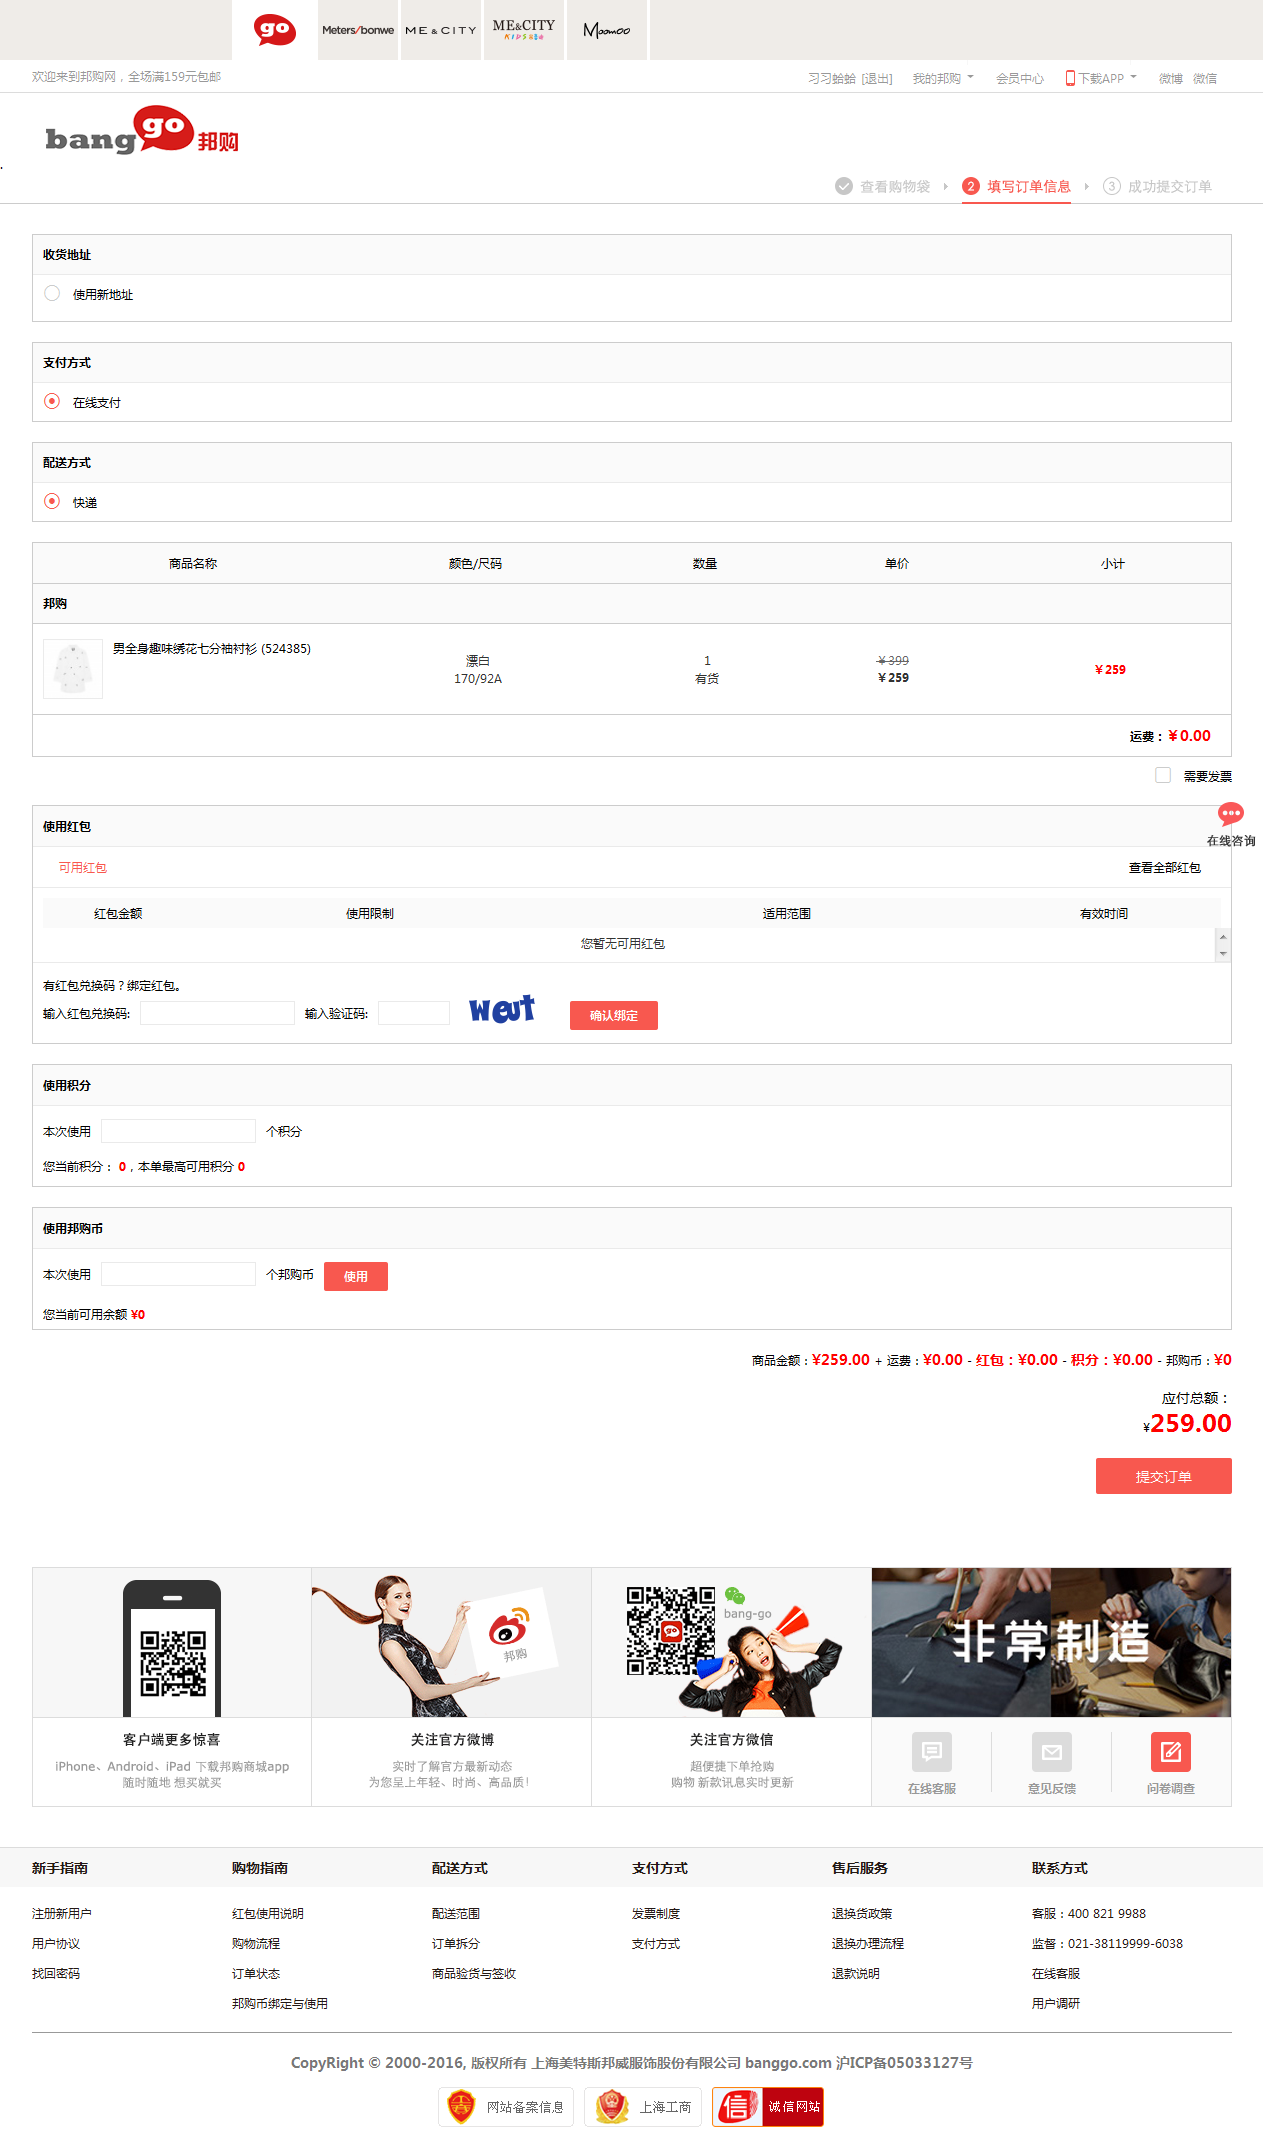 go
Meters/bonwe
ME & CITY
ME&CITY
KIDS
Moomoo
欢迎来到邦购网，全场满159元包邮
习习蛤蛤 [退出] 我的邦购 会员中心 下载APP 微博 微信
bang go 邦购
.
查看购物袋 2 填写订单信息 3 成功提交订单
收货地址
使用新地址
支付方式
在线支付
配送方式
快递
商品名称 颜色/尺码 数量 单价 小计
邦购
男全身趣味绣花七分袖衬衫 (524385)
漂白 1 ￥399
170/92A 有货 ￥259
￥259
运费：￥0.00
需要发票
使用红包
在线咨询
可用红包 查看全部红包
红包金额 使用限制 适用范围 有效时间
您暂无可用红包
有红包兑换码？绑定红包。
输入红包兑换码: 输入验证码: weut 确认绑定
使用积分
本次使用 个积分
您当前积分： 0，本单最高可用积分 0
使用邦购币
本次使用 个邦购币 使用
您当前可用余额 ¥0
商品金额：¥259.00 + 运费：¥0.00 - 红包：¥0.00 - 积分：¥0.00 - 邦购币：¥0
应付总额：
¥259.00
提交订单
邦购
go
bang-go
非常制造
客户端更多惊喜
iPhone、Android、iPad 下载邦购商城app
随时随地 想买就买
关注官方微博
实时了解官方最新动态
为您呈上年轻、时尚、高品质！
关注官方微信
超便捷下单抢购
购物 新款讯息实时更新
在线客服 意见反馈 问卷调查
新手指南 购物指南 配送方式 支付方式 售后服务 联系方式
注册新用户 红包使用说明 配送范围 发票制度 退换货政策 客服：400 821 9988
用户协议 购物流程 订单拆分 支付方式 退换办理流程 监督：021-38119999-6038
找回密码 订单状态 商品验货与签收 退款说明 在线客服
邦购币绑定与使用 用户调研
CopyRight © 2000-2016, 版权所有 上海美特斯邦威服饰股份有限公司 banggo.com 沪ICP备05033127号
网站备案信息 上海工商 信 诚信网站